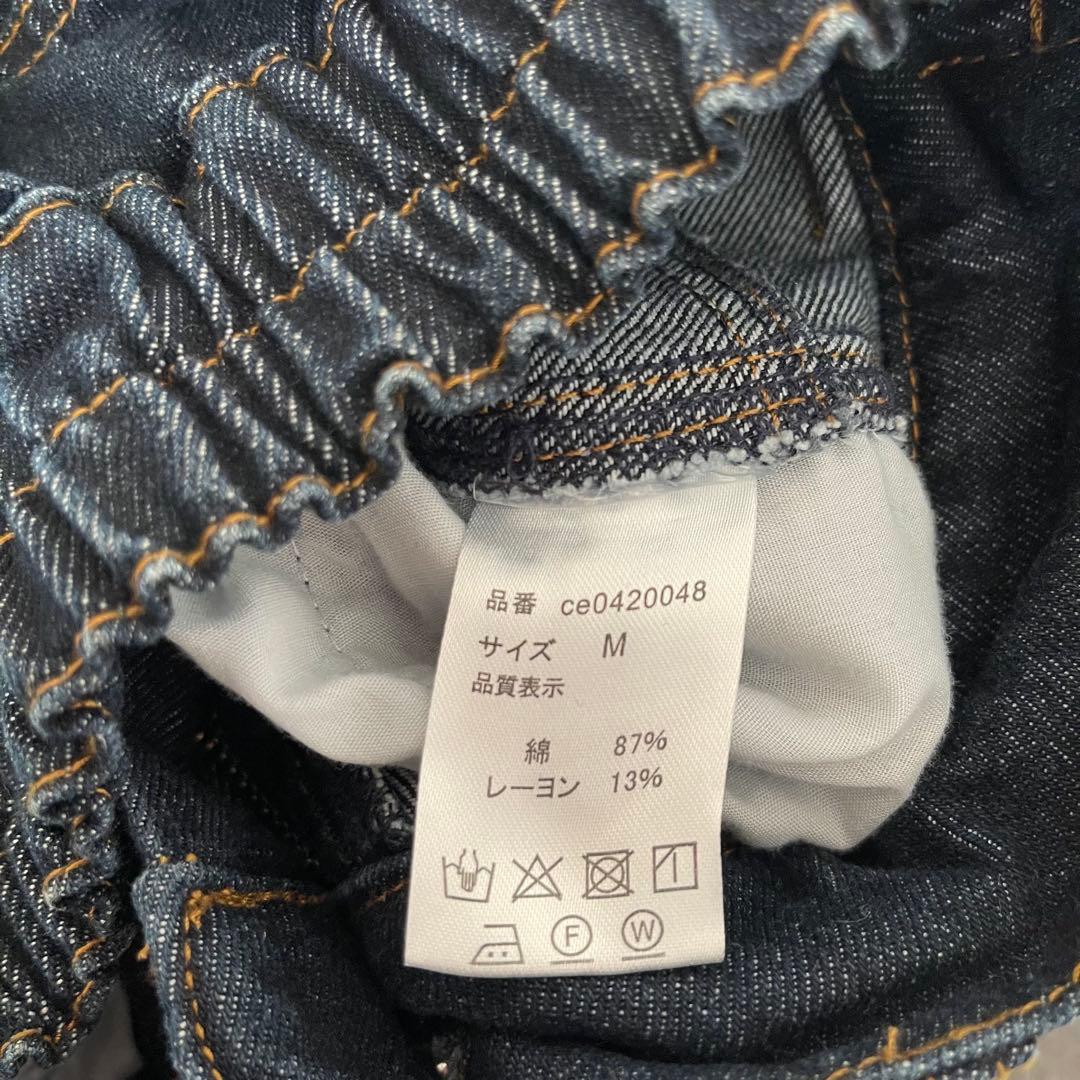 品番 ce0420048
サイズ M
品質表示
綿 87%
レーヨン 13%
F W